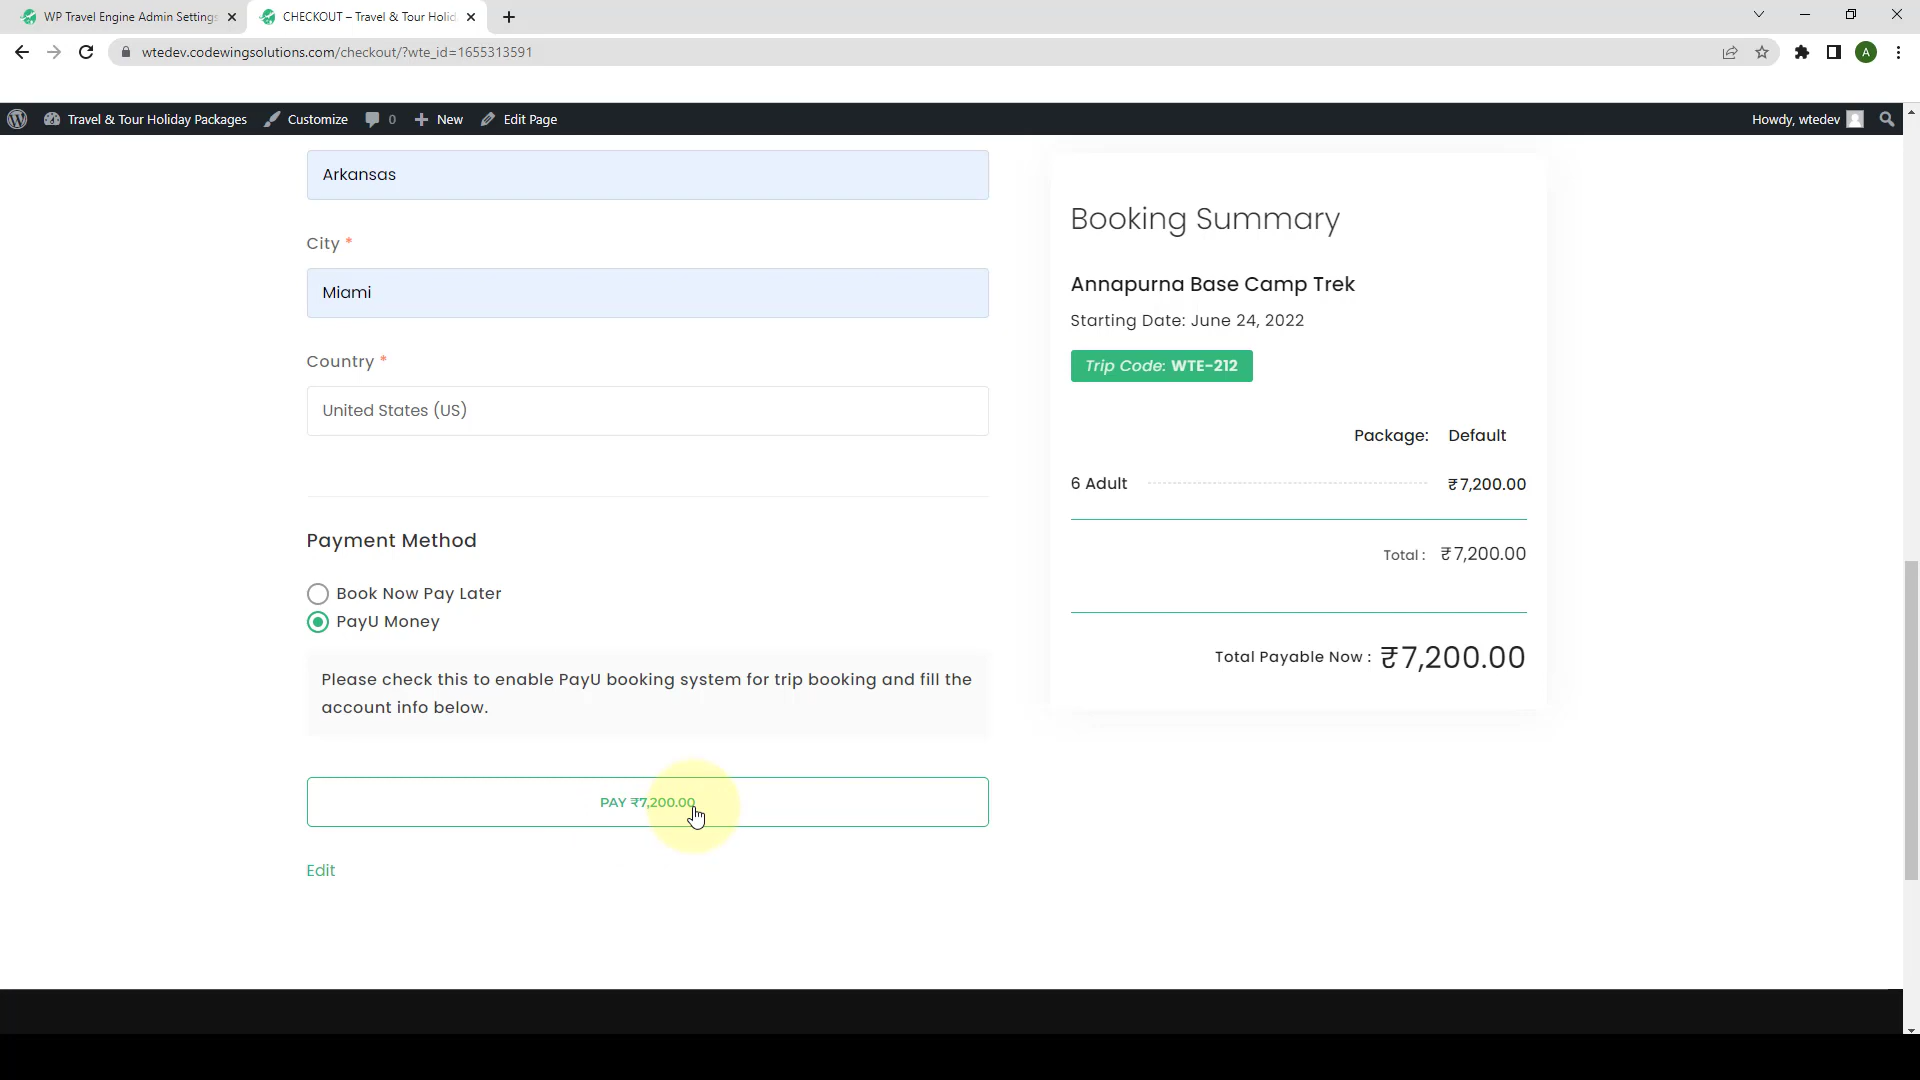 WP Travel Engine Admin Settings
CHECKOUT – Travel & Tour Holid
wtedev.codewingsolutions.com/checkout/?wte_id=1655313591
A
Travel & Tour Holiday Packages
Customize
0
New
Edit Page
Howdy, wtedev
Arkansas
City *
Miami
Country *
United States (US)
Payment Method
Book Now Pay Later
PayU Money
Please check this to enable PayU booking system for trip booking and fill the
account info below.
PAY ₹7,200.00
Edit
Booking Summary
Annapurna Base Camp Trek
Starting Date: June 24, 2022
Trip Code: WTE-212
Package: Default
6 Adult ₹7,200.00
Total : ₹7,200.00
Total Payable Now : ₹7,200.00